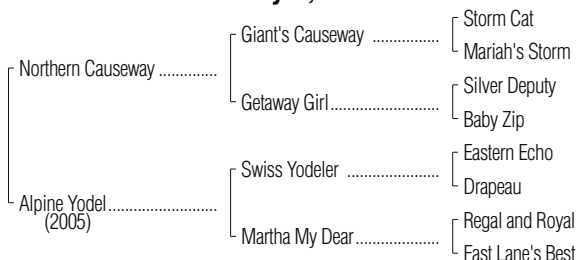 Storm Cat
Giant's Causeway ................
Mariah's Storm
Northern Causeway ..............
Silver Deputy
Getaway Girl..........................
Baby Zip
Eastern Echo
Swiss Yodeler ......................
Drapeau
Alpine Yodel..........................
(2005)
Regal and Royal
Martha My Dear....................
Fast Lane's Best